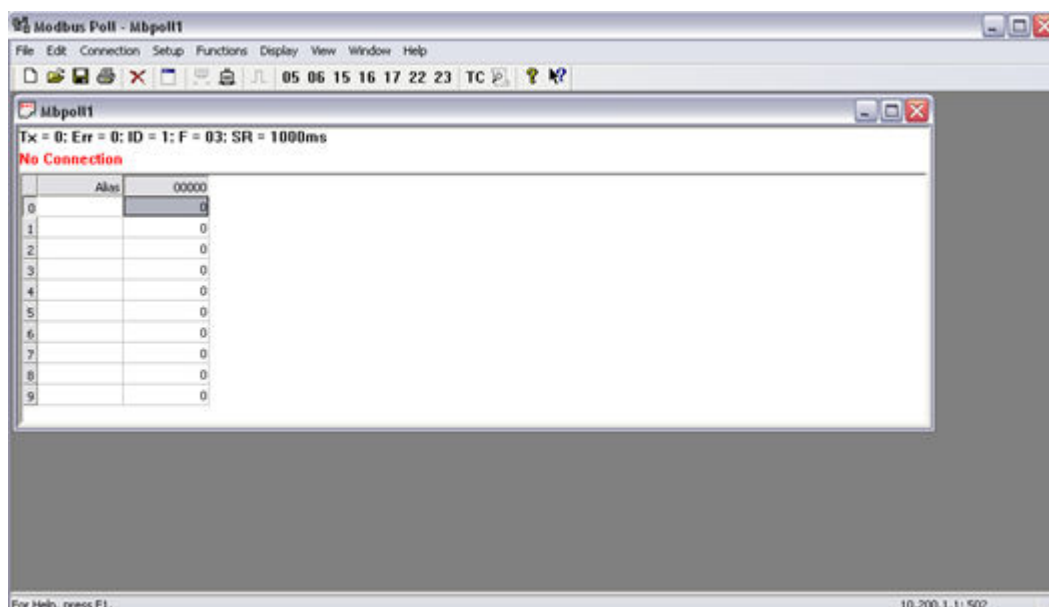 Modbus Poll - Mbpoll1
File Edit Connection Setup Functions Display View Window Help
05 06 15 16 17 22 23 TC
Mbpoll1
Tx = 0: Err = 0: ID = 1: F = 03: SR = 1000ms
No Connection
Alias 00000
0 0
1 0
2 0
3 0
4 0
5 0
6 0
7 0
8 0
9 0
For Help, press F1. 10.200.1.1: 502